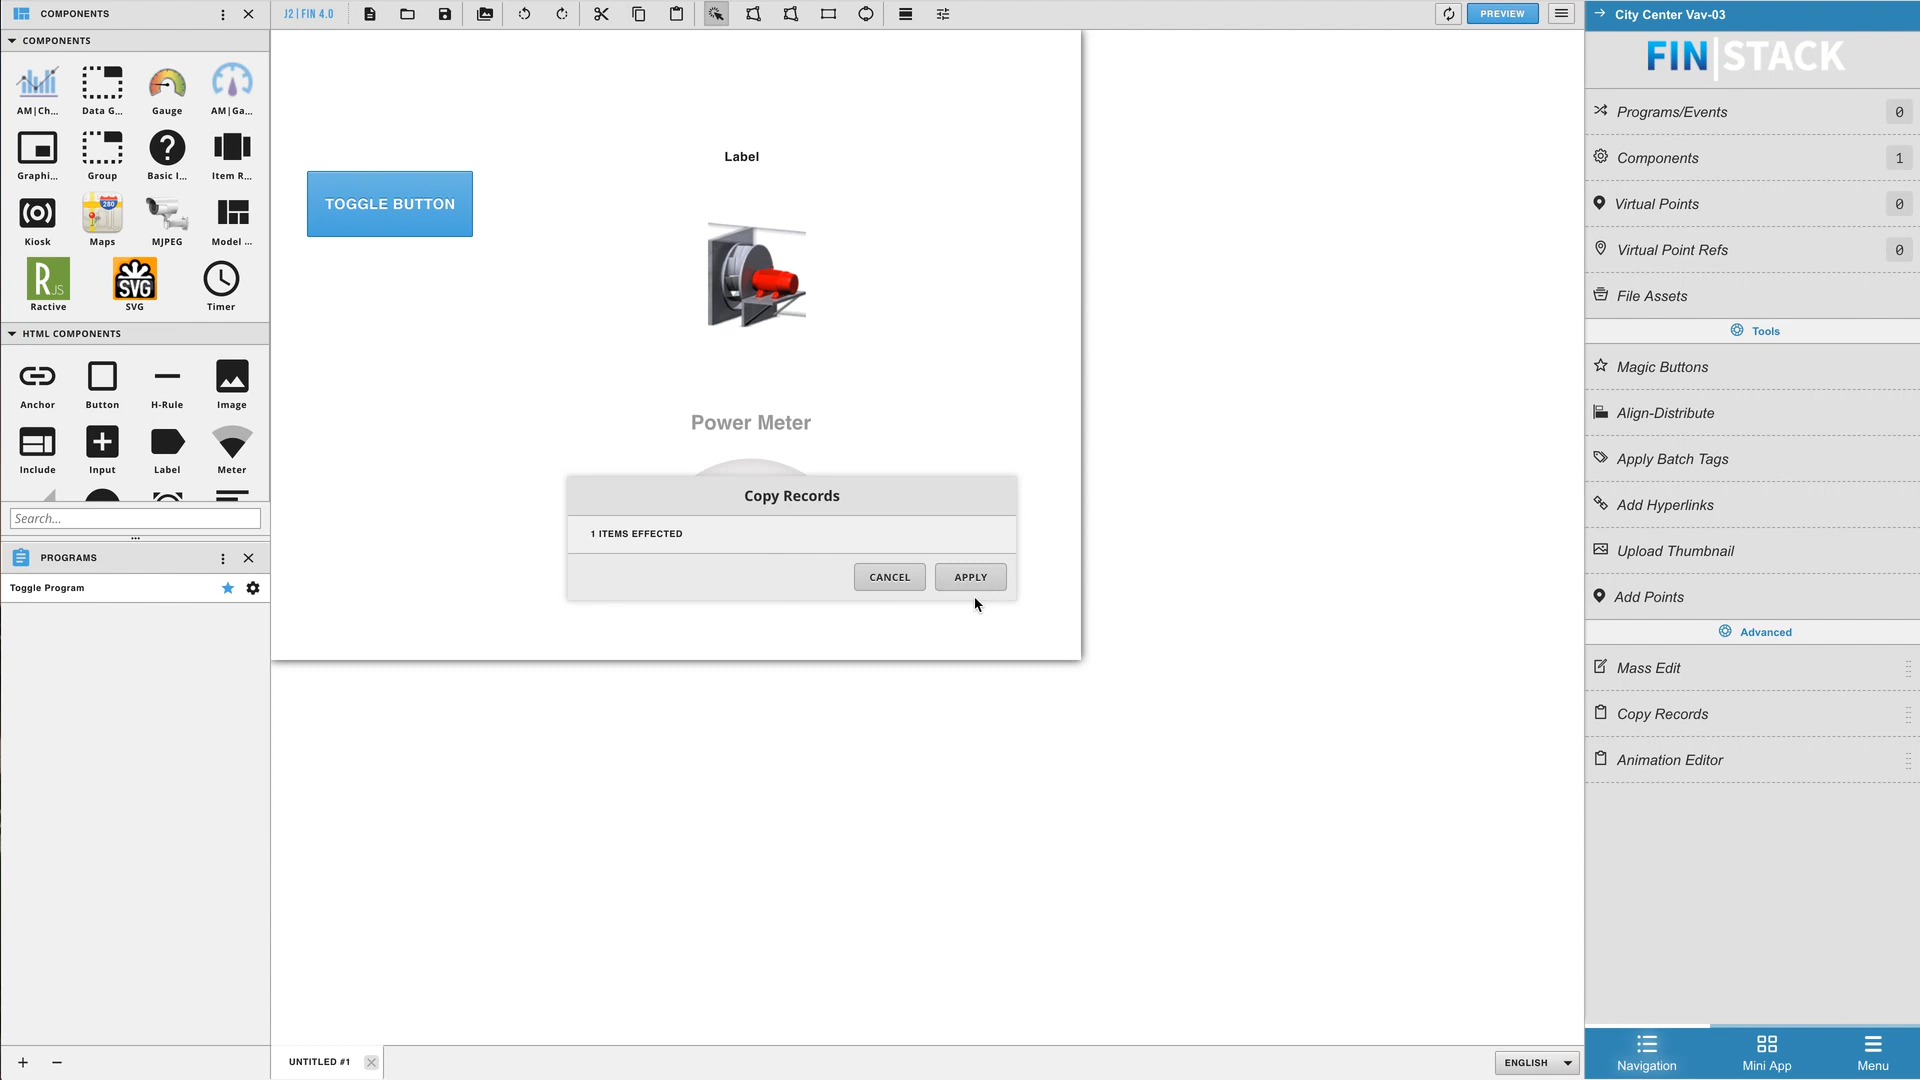 COMPONENTS
COMPONENTS
AM|Ch...
Data G...
Gauge
AM|Ga...
Graphi...
Group
Basic I...
Item R...
280
Kiosk
Maps
MJPEG
Model ...
R JS
SVG
Ractive
SVG
Timer
HTML COMPONENTS
Anchor
Button
H-Rule
Image
Include
Input
Label
Meter
Search...
PROGRAMS
Toggle Program
J2 | FIN 4.0
PREVIEW
Label
TOGGLE BUTTON
Power Meter
Copy Records
1 ITEMS EFFECTED
CANCEL
APPLY
UNTITLED #1
ENGLISH
City Center Vav-03
FIN|STACK
Programs/Events 0
Components 1
Virtual Points 0
Virtual Point Refs 0
File Assets
Tools
Magic Buttons
Align-Distribute
Apply Batch Tags
Add Hyperlinks
Upload Thumbnail
Add Points
Advanced
Mass Edit
Copy Records
Animation Editor
Navigation
Mini App
Menu